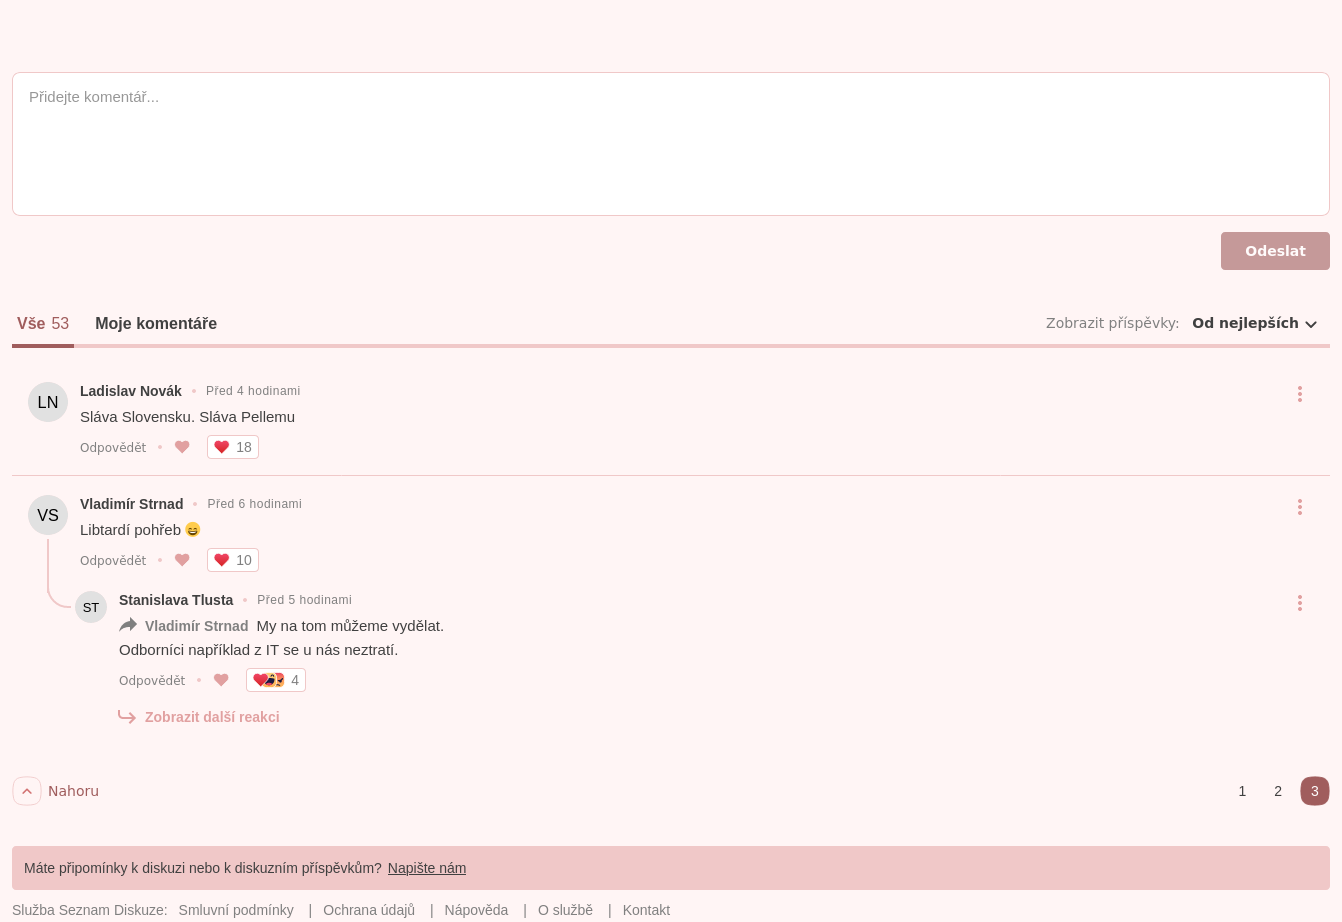 Přidejte komentář...
Odeslat
Vše 53 Moje komentáře Zobrazit příspěvky: Od nejlepších
LN Ladislav Novák • Před 4 hodinami
Sláva Slovensku. Sláva Pellemu
Odpovědět • 18
VS Vladimír Strnad • Před 6 hodinami
Libtardí pohřeb 😄
Odpovědět • 10
ST Stanislava Tlusta • Před 5 hodinami
Vladimír Strnad My na tom můžeme vydělat.
Odborníci například z IT se u nás neztratí.
Odpovědět • 4
Zobrazit další reakci
Nahoru 1 2 3
Máte připomínky k diskuzi nebo k diskuzním příspěvkům? Napište nám
Služba Seznam Diskuze: Smluvní podmínky | Ochrana údajů | Nápověda | O službě | Kontakt